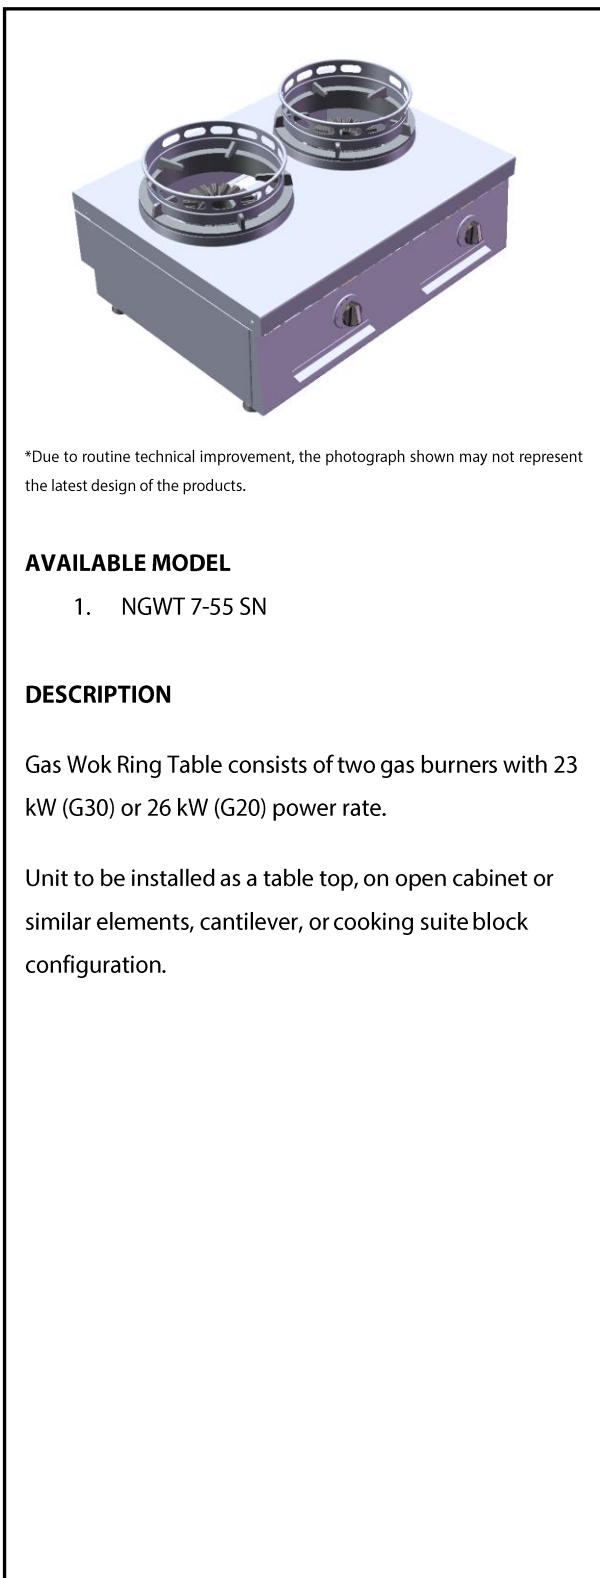 *Due to routine technical improvement, the photograph shown may not represent
the latest design of the products.
AVAILABLE MODEL
1. NGWT 7-55 SN
DESCRIPTION
Gas Wok Ring Table consists of two gas burners with 23
kW (G30) or 26 kW (G20) power rate.
Unit to be installed as a table top, on open cabinet or
similar elements, cantilever, or cooking suite block
configuration.